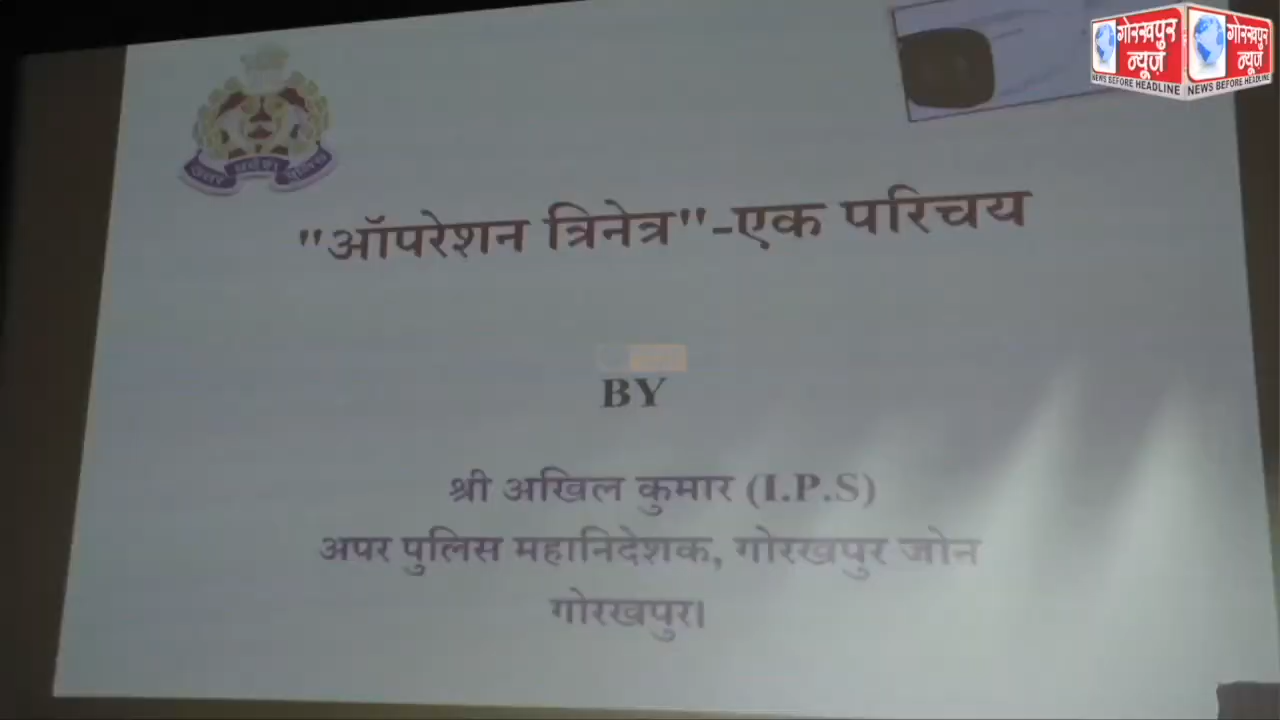 गोरखपुर
न्यूज़
NEWS BEFORE HEADLINE
गोरखपुर
न्यूज़
NEWS BEFORE HEADLINE
"ऑपरेशन त्रिनेत्र"-एक परिचय
BY
श्री अखिल कुमार (I.P.S)
अपर पुलिस महानिदेशक, गोरखपुर जोन
गोरखपुर।